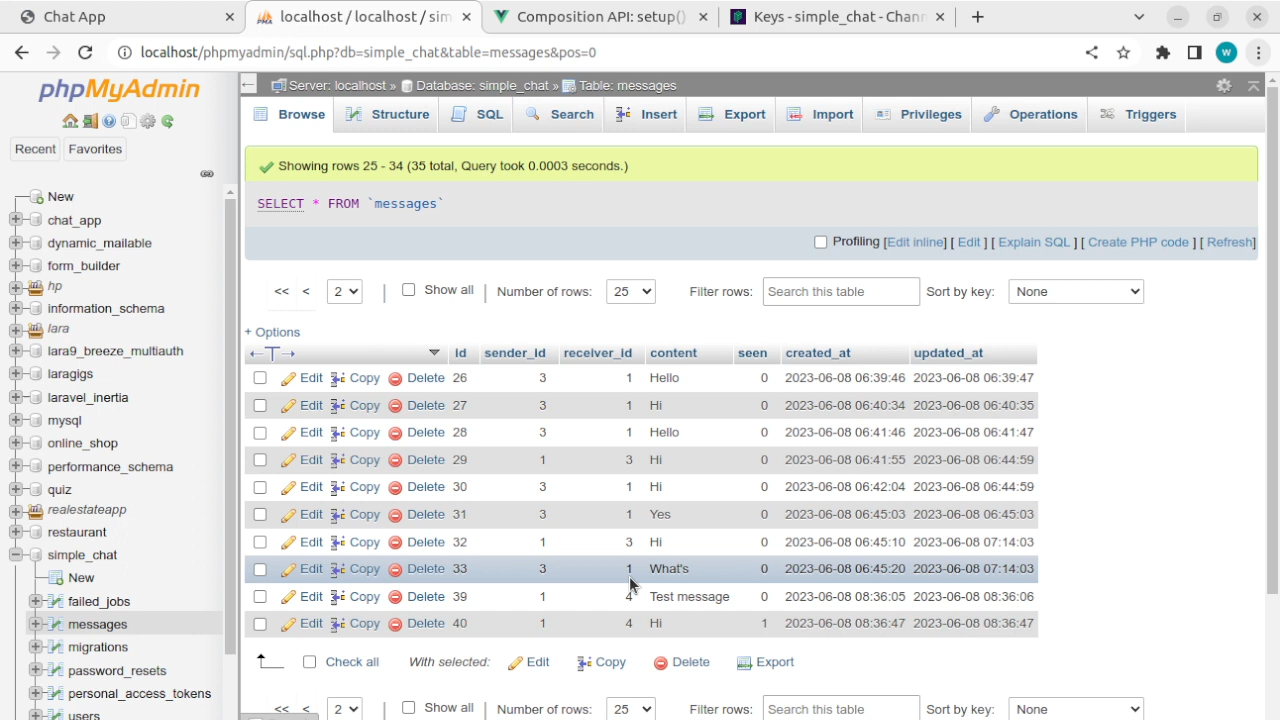 Chat App
localhost / localhost / sim
Composition API: setup()
Keys - simple_chat - Chann
localhost/phpmyadmin/sql.php?db=simple_chat&table=messages&pos=0
W
phpMyAdmin
Recent
Favorites
New
chat_app
dynamic_mailable
form_builder
hp
information_schema
lara
lara9_breeze_multiauth
laragigs
laravel_inertia
mysql
online_shop
performance_schema
quiz
realestateapp
restaurant
simple_chat
New
failed_jobs
messages
migrations
password_resets
personal_access_tokens
users
Server: localhost » Database: simple_chat » Table: messages
Browse Structure SQL Search Insert Export Import Privileges Operations Triggers
Showing rows 25 - 34 (35 total, Query took 0.0003 seconds.)
SELECT * FROM `messages`
Profiling [Edit inline] [ Edit ] [ Explain SQL ] [ Create PHP code ] [ Refresh]
<< < 2 | Show all | Number of rows: 25 Filter rows: Search this table Sort by key: None
+ Options
←T→ id sender_id receiver_id content seen created_at updated_at
Edit Copy Delete 26 3 1 Hello 0 2023-06-08 06:39:46 2023-06-08 06:39:47
Edit Copy Delete 27 3 1 Hi 0 2023-06-08 06:40:34 2023-06-08 06:40:35
Edit Copy Delete 28 3 1 Hello 0 2023-06-08 06:41:46 2023-06-08 06:41:47
Edit Copy Delete 29 1 3 Hi 0 2023-06-08 06:41:55 2023-06-08 06:44:59
Edit Copy Delete 30 3 1 Hi 0 2023-06-08 06:42:04 2023-06-08 06:44:59
Edit Copy Delete 31 3 1 Yes 0 2023-06-08 06:45:03 2023-06-08 06:45:03
Edit Copy Delete 32 1 3 Hi 0 2023-06-08 06:45:10 2023-06-08 07:14:03
Edit Copy Delete 33 3 1 What's 0 2023-06-08 06:45:20 2023-06-08 07:14:03
Edit Copy Delete 39 1 4 Test message 0 2023-06-08 08:36:05 2023-06-08 08:36:06
Edit Copy Delete 40 1 4 Hi 1 2023-06-08 08:36:47 2023-06-08 08:36:47
Check all With selected: Edit Copy Delete Export
<< < 2 | Show all | Number of rows: 25 Filter rows: Search this table Sort by key: None